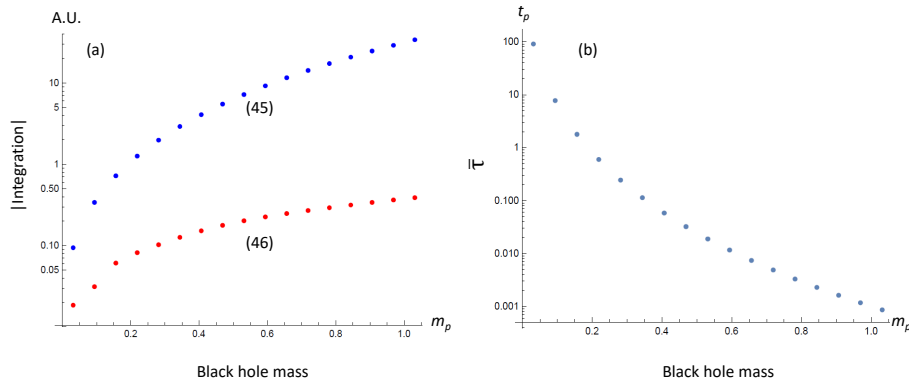 A.U.
(a)
10
5
1
0.50
0.10
0.05
|Integration|
(45)
(46)
0.2
0.4
0.6
0.8
1.0
m_p
Black hole mass
t_p
(b)
100
10
1
0.100
0.010
0.001
τ̅
0.2
0.4
0.6
0.8
1.0
m_p
Black hole mass